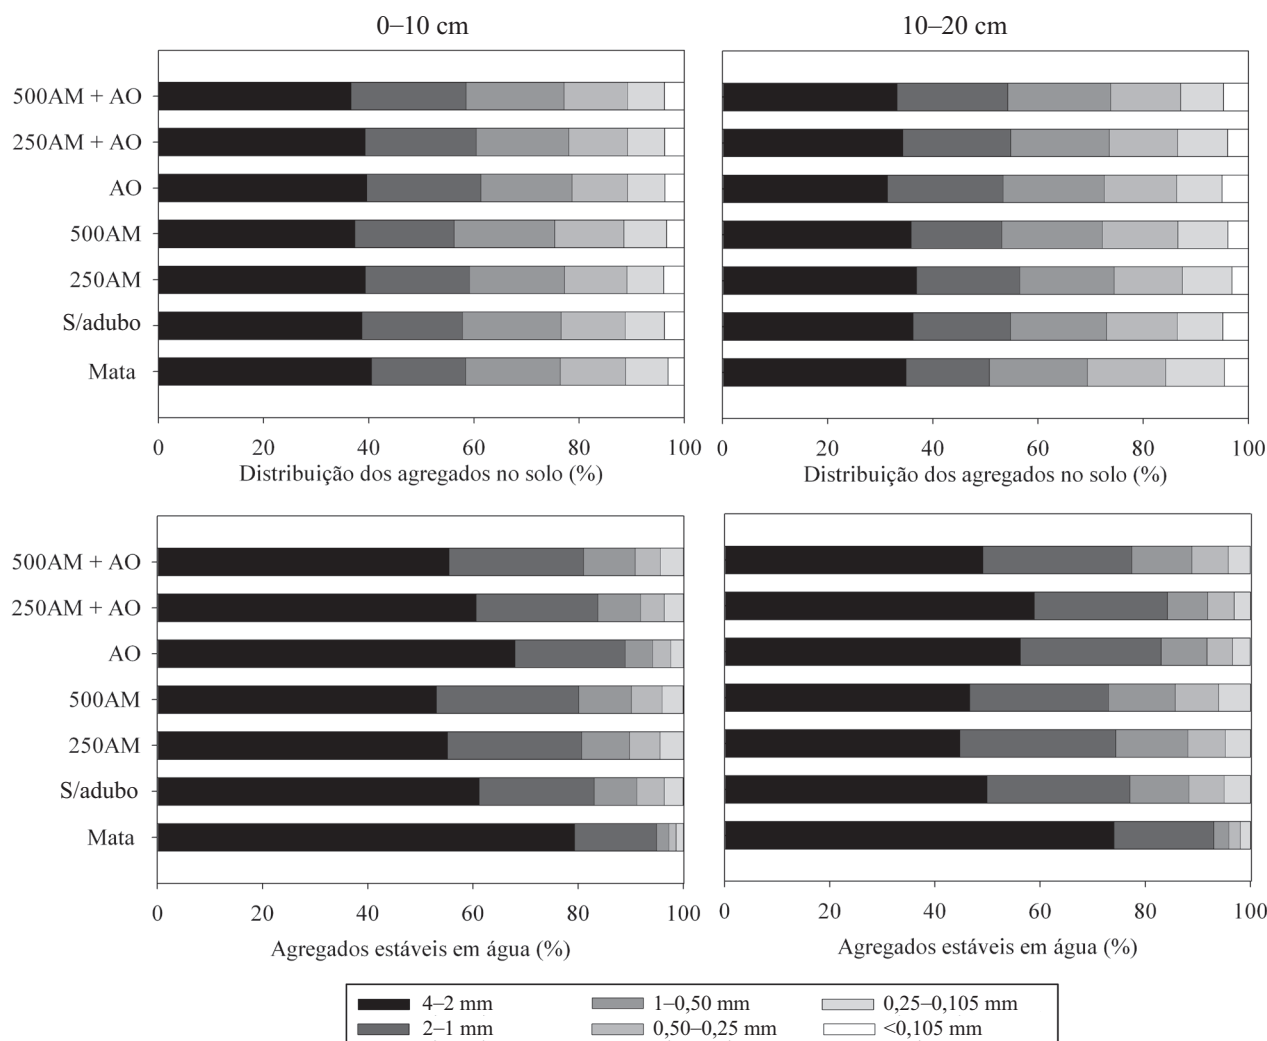 0–10 cm
10–20 cm
500AM + AO
250AM + AO
AO
500AM
250AM
S/adubo
Mata
0 20 40 60 80 100
0 20 40 60 80 100
Distribuição dos agregados no solo (%)
Distribuição dos agregados no solo (%)
500AM + AO
250AM + AO
AO
500AM
250AM
S/adubo
Mata
0 20 40 60 80 100
0 20 40 60 80 100
Agregados estáveis em água (%)
Agregados estáveis em água (%)
4–2 mm 1–0,50 mm 0,25–0,105 mm
2–1 mm 0,50–0,25 mm <0,105 mm